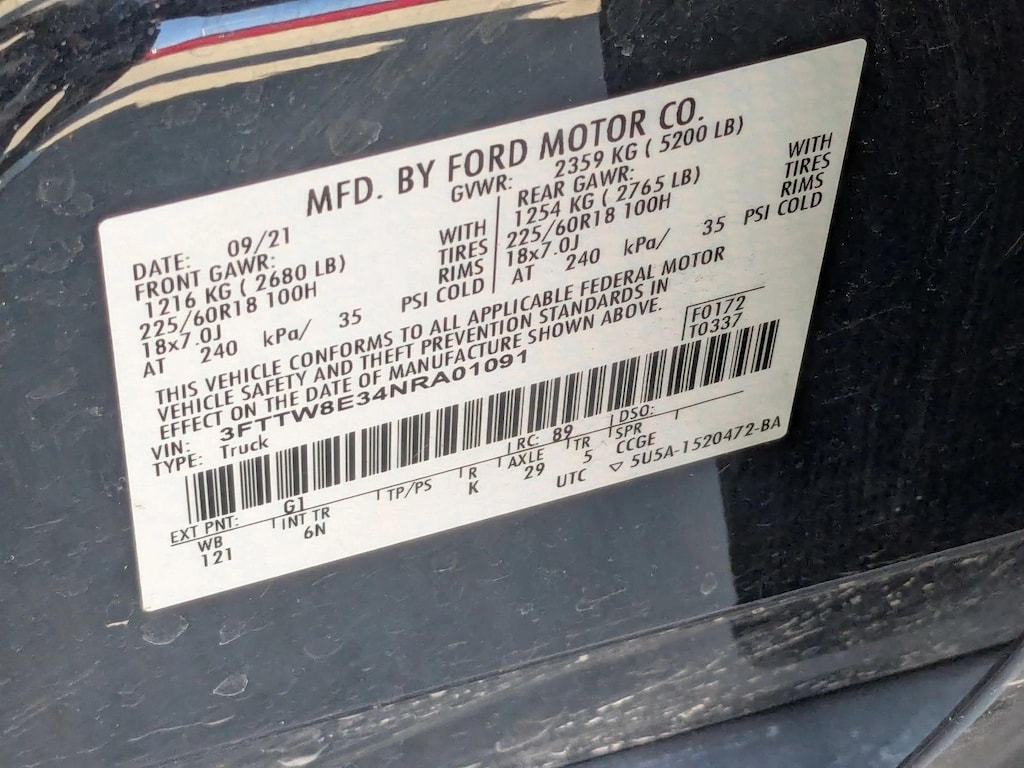 MFD. BY FORD MOTOR CO.
DATE: 09/21
GVWR: 2359 KG ( 5200 LB)
FRONT GAWR:
1216 KG ( 2680 LB)
WITH
225/60R18 100H
TIRES
18x7.0J
RIMS
AT 240 kPa/ 35 PSI COLD
REAR GAWR:
1254 KG ( 2765 LB)
WITH
225/60R18 100H
TIRES
18x7.0J
RIMS
AT 240 kPa/ 35 PSI COLD
THIS VEHICLE CONFORMS TO ALL APPLICABLE FEDERAL MOTOR
VEHICLE SAFETY AND THEFT PREVENTION STANDARDS IN
EFFECT ON THE DATE OF MANUFACTURE SHOWN ABOVE.
F0172
T0337
VIN: 3FTTW8E34NRA01091
TYPE: Truck
EXT PNT: G1 RC: 89 DSO:
WB INT TR TP/PS R AXLE TR SPR
121 6N K 29 5 CCGE
UTC ▽ 5U5A-1520472-BA